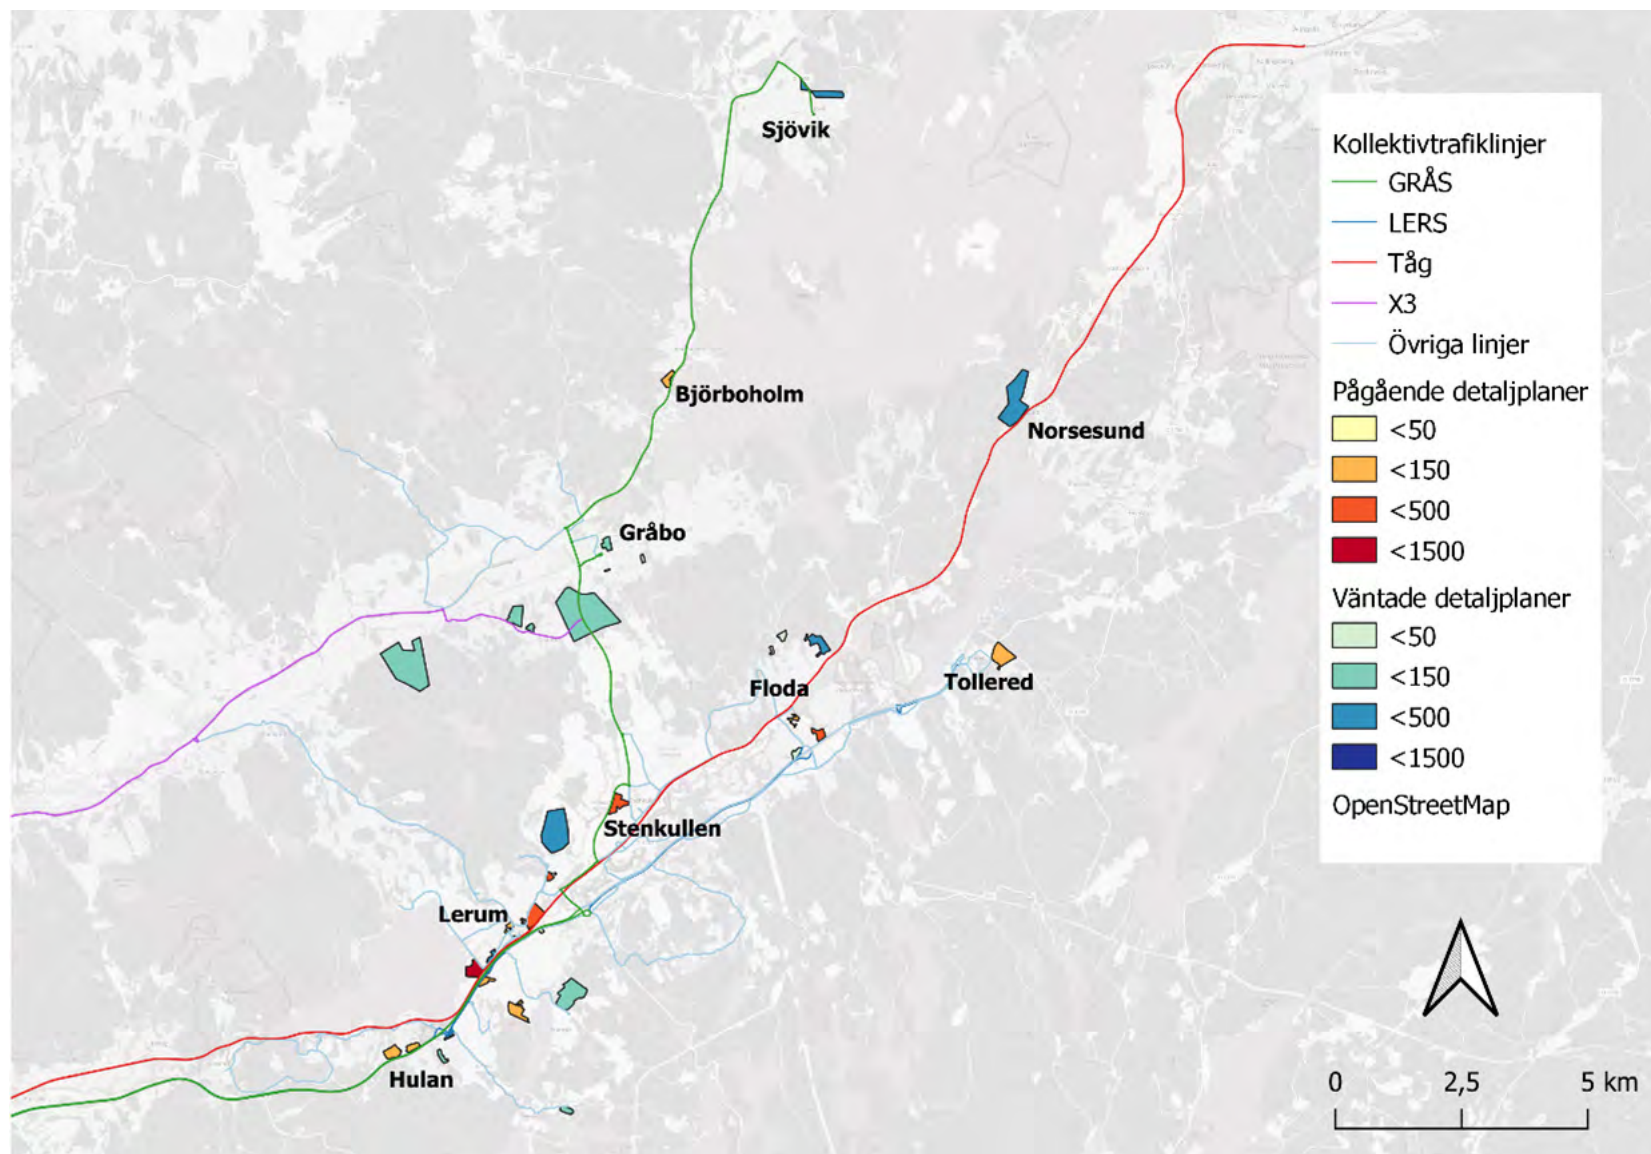 Sjövik
Björboholm
Norsesund
Gråbo
Floda
Tollered
Stenkullen
Lerum
Hulan
Kollektivtrafiklinjer
GRÅS
LERS
Tåg
X3
Övriga linjer
Pågående detaljplaner
<50
<150
<500
<1500
Väntade detaljplaner
<50
<150
<500
<1500
OpenStreetMap
0 2,5 5 km